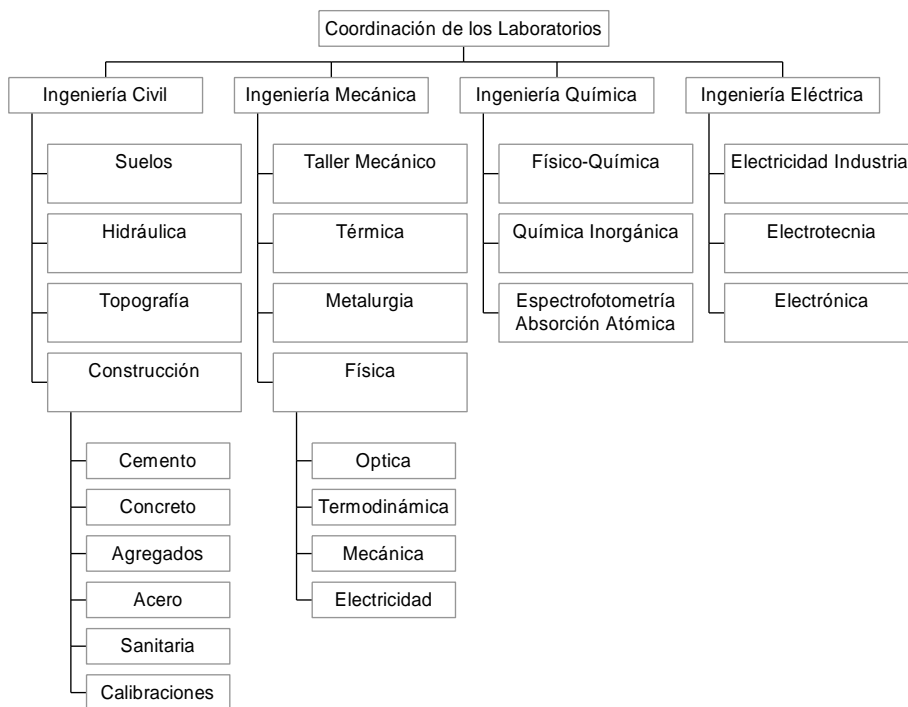 Coordinación de los Laboratorios
Ingeniería Civil
Ingeniería Mecánica
Ingeniería Química
Ingeniería Eléctrica
Suelos
Hidráulica
Topografía
Construcción
Cemento
Concreto
Agregados
Acero
Sanitaria
Calibraciones
Taller Mecánico
Térmica
Metalurgia
Física
Optica
Termodinámica
Mecánica
Electricidad
Físico-Química
Química Inorgánica
Espectrofotometría
Absorción Atómica
Electricidad Industria
Electrotecnia
Electrónica